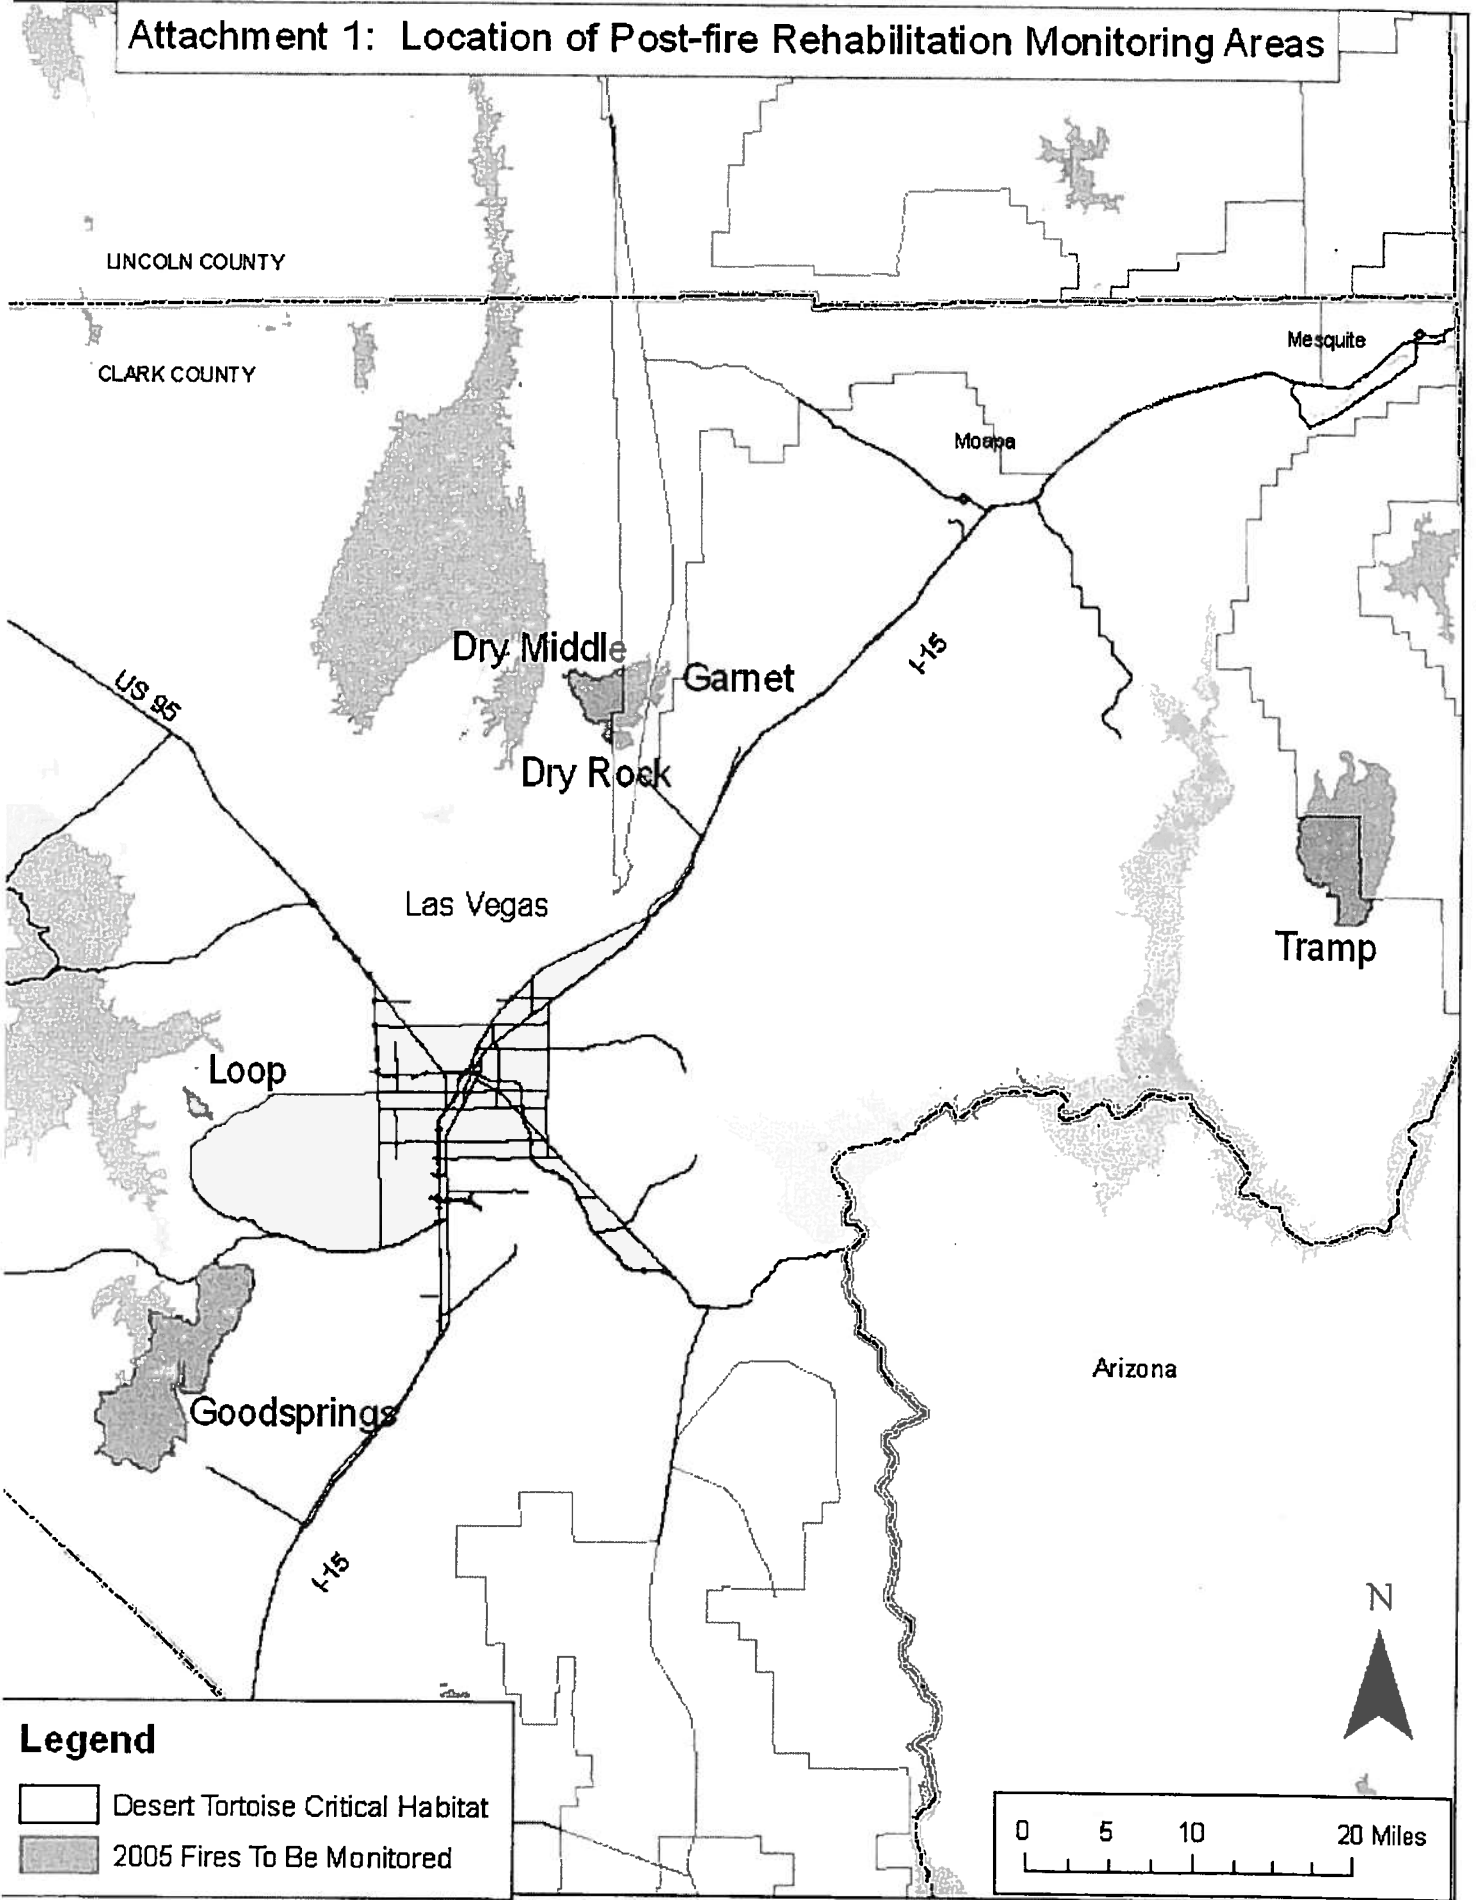 Attachment 1: Location of Post-fire Rehabilitation Monitoring Areas
LINCOLN COUNTY
CLARK COUNTY
Mesquite
Moapa
I-15
Dry Middle
Garnet
US 95
Dry Rock
Las Vegas
Tramp
Loop
Arizona
Goodsprings
I-15
N
Legend
Desert Tortoise Critical Habitat
2005 Fires To Be Monitored
0 5 10 20 Miles